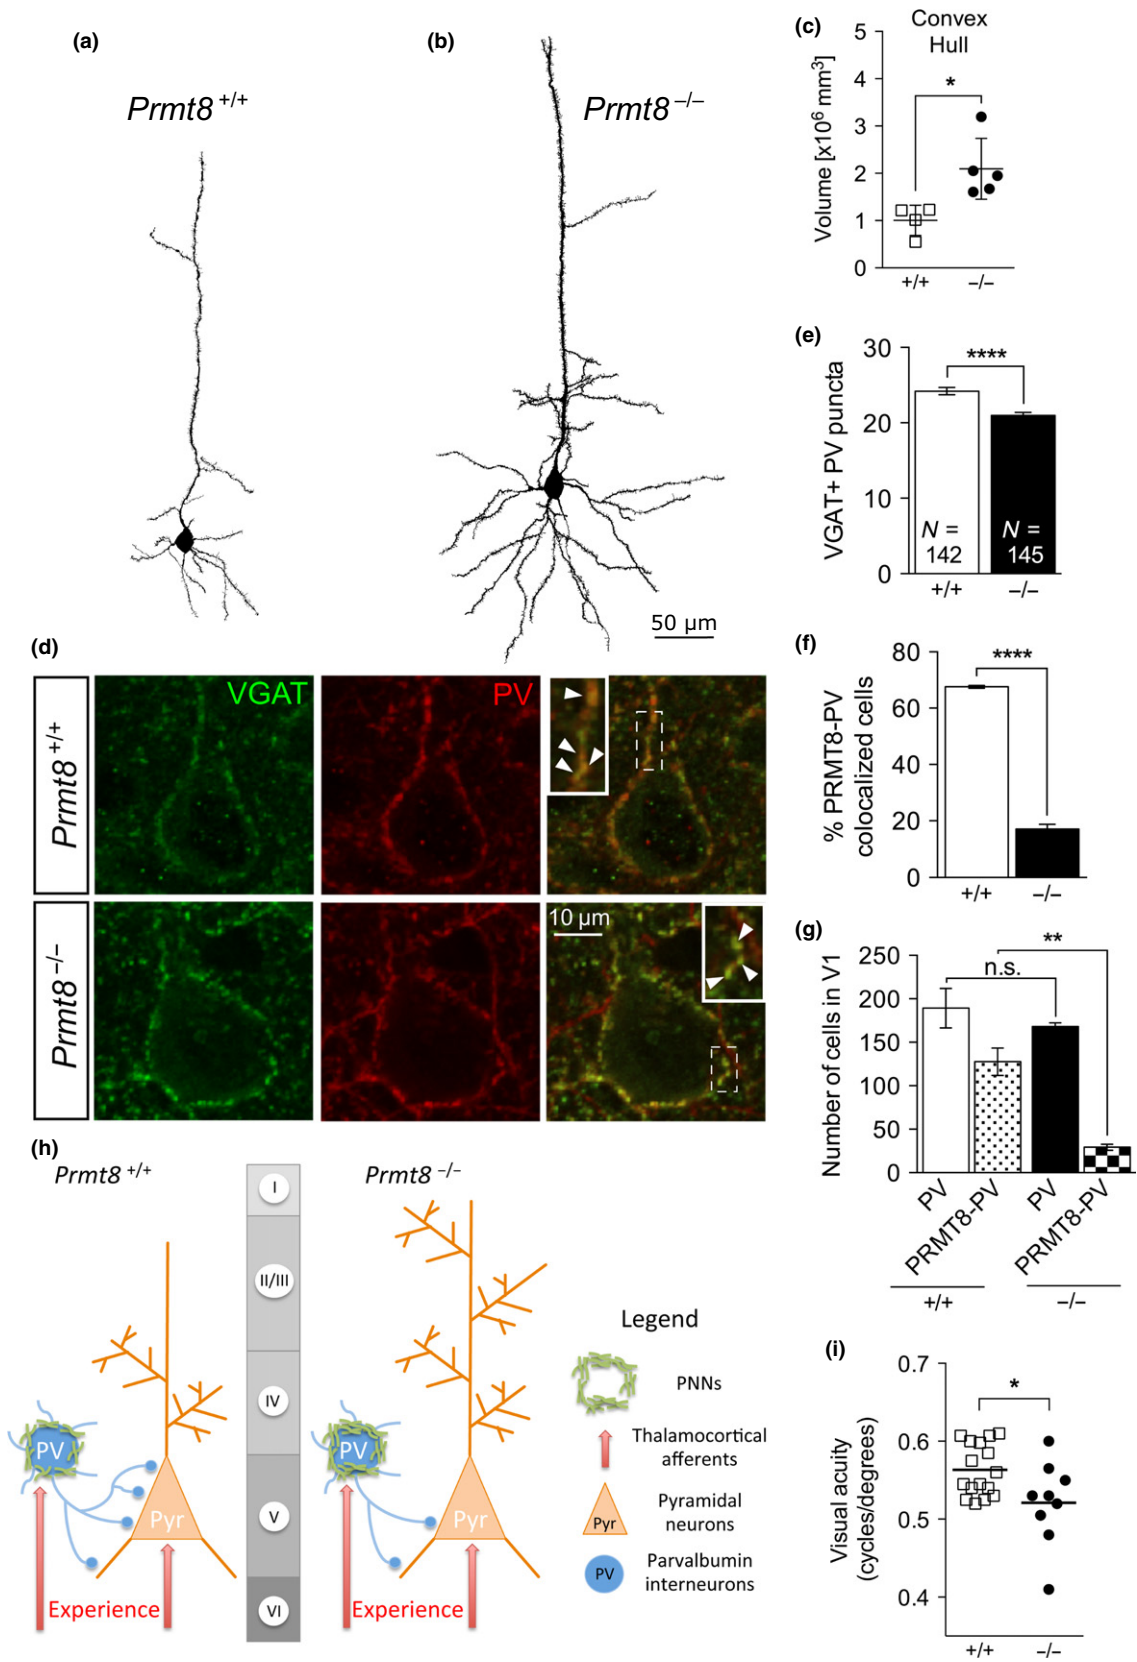 (a)
Prmt8 +/+
(b)
Prmt8 –/–
50 µm
(c)
Convex
Hull
Volume [x10⁶ mm³]
5
4
3
2
1
0
*
+/+
–/–
(e)
VGAT+ PV puncta
30
20
10
0
****
N =
142
N =
145
+/+
–/–
(d)
Prmt8 +/+
VGAT
PV
Prmt8 –/–
10 µm
(f)
% PRMT8-PV
colocalized cells
80
60
40
20
0
****
+/+
–/–
(g)
Number of cells in V1
250
200
150
100
50
0
**
n.s.
PV
PRMT8-PV
PV
PRMT8-PV
+/+
–/–
(h)
Prmt8 +/+
Prmt8 –/–
I
II/III
IV
V
VI
PV
Pyr
Experience
PV
Pyr
Experience
Legend
PNNs
Thalamocortical
afferents
Pyr
Pyramidal
neurons
PV
Parvalbumin
interneurons
(i)
Visual acuity
(cycles/degrees)
0.7
0.6
0.5
0.4
*
+/+
–/–